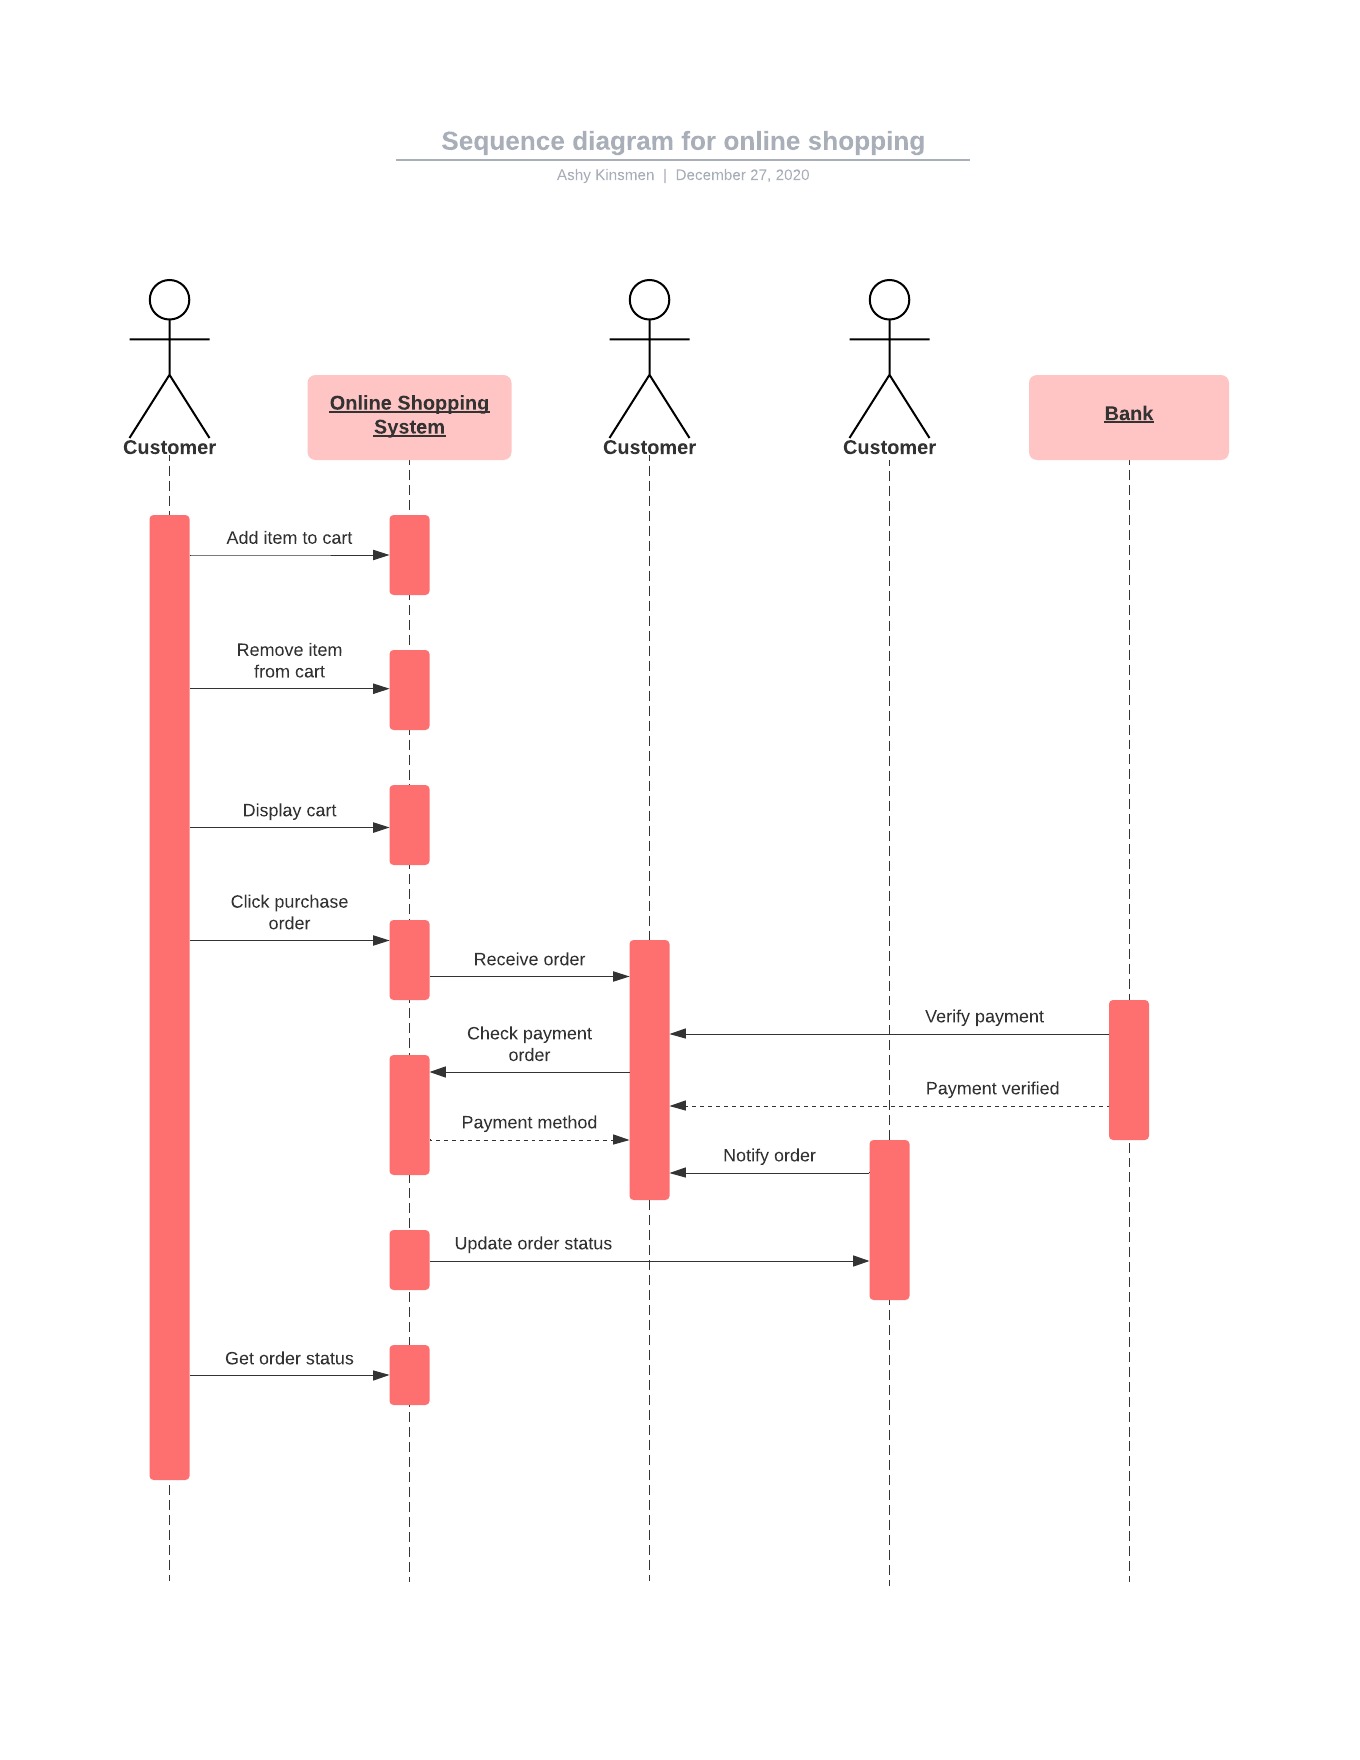 Sequence diagram for online shopping
Ashy Kinsmen | December 27, 2020
Customer
Online Shopping
System
Customer
Customer
Bank
Add item to cart
Remove item
from cart
Display cart
Click purchase
order
Receive order
Verify payment
Check payment
order
Payment verified
Payment method
Notify order
Update order status
Get order status